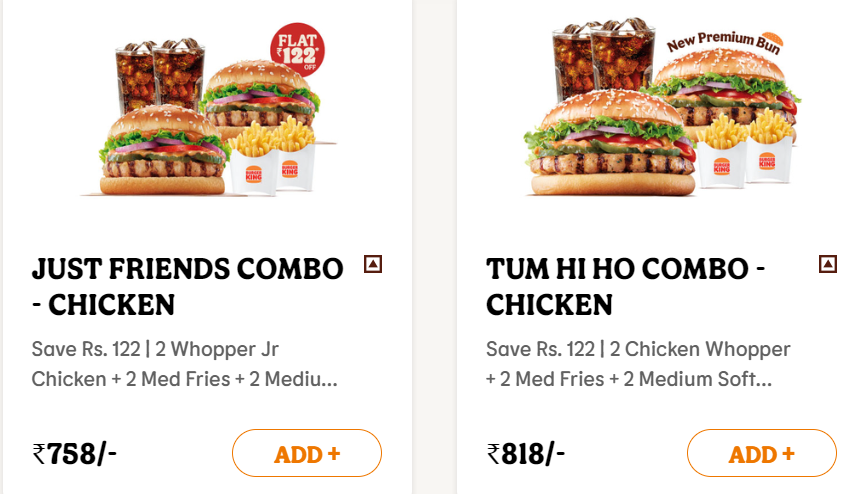 FLAT
₹122*
OFF
BURGER
KING
BURGER
KING
JUST FRIENDS COMBO
- CHICKEN
Save Rs. 122 | 2 Whopper Jr
Chicken + 2 Med Fries + 2 Mediu...
₹758/-
ADD +
New Premium Bun
BURGER
KING
BURGER
KING
TUM HI HO COMBO -
CHICKEN
Save Rs. 122 | 2 Chicken Whopper
+ 2 Med Fries + 2 Medium Soft...
₹818/-
ADD +